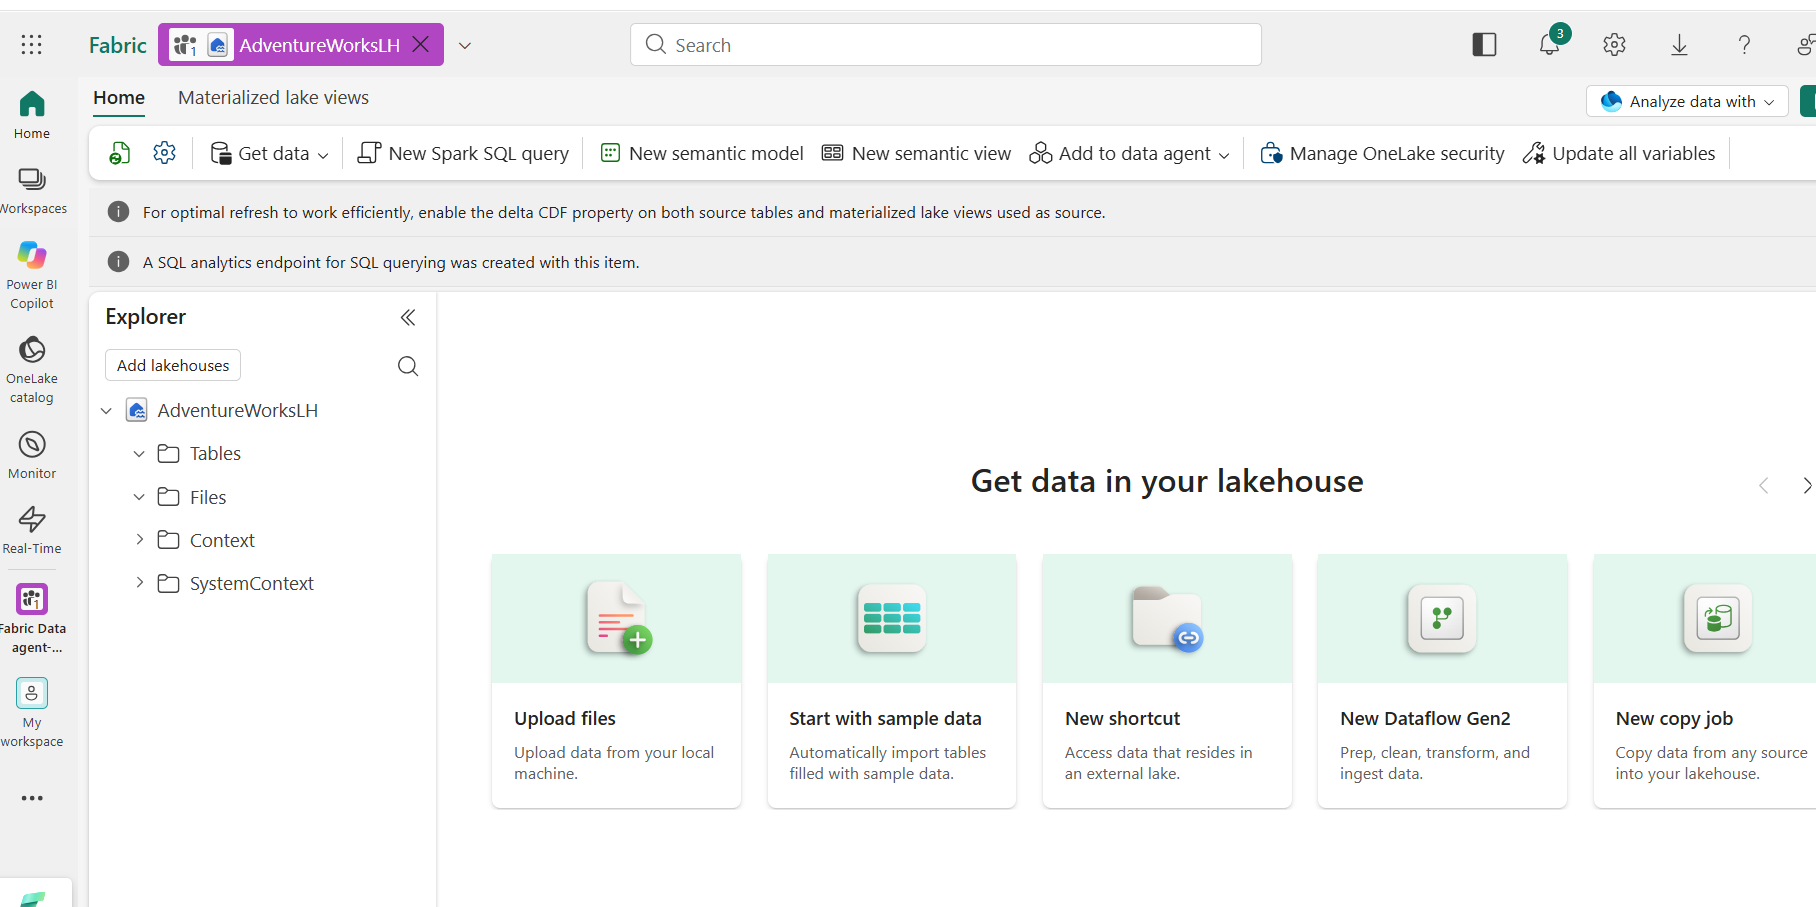 Fabric
1
AdventureWorksLH
Search
3
?
Home
Materialized lake views
Analyze data with
Get data
New Spark SQL query
New semantic model
New semantic view
Add to data agent
Manage OneLake security
Update all variables
For optimal refresh to work efficiently, enable the delta CDF property on both source tables and materialized lake views used as source.
A SQL analytics endpoint for SQL querying was created with this item.
Home
Workspaces
Power BI
Copilot
OneLake
catalog
Monitor
Real-Time
1
Fabric Data
agent-...
My
workspace
Explorer
Add lakehouses
AdventureWorksLH
Tables
Files
Context
SystemContext
Get data in your lakehouse
Upload files
Upload data from your local
machine.
Start with sample data
Automatically import tables
filled with sample data.
New shortcut
Access data that resides in
an external lake.
New Dataflow Gen2
Prep, clean, transform, and
ingest data.
New copy job
Copy data from any source
into your lakehouse.